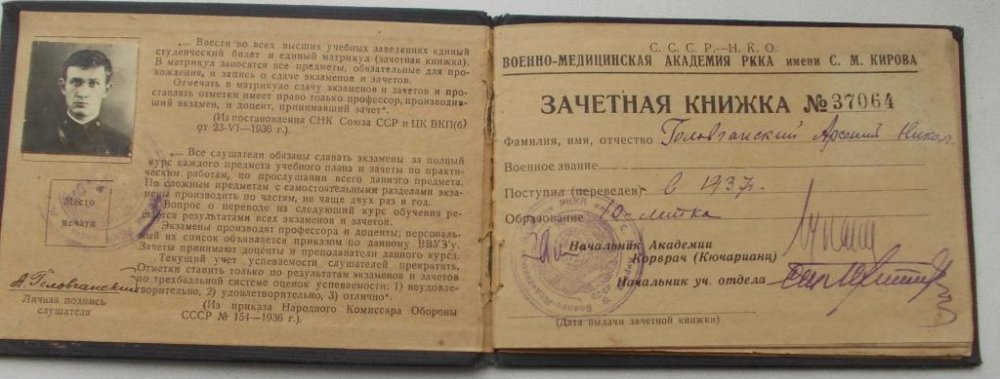 „... Ввести во всех высших учебных заведениях единый
студенческий билет и единый матрикул (зачетная книжка).
В матрикул заносятся все предметы, обязательные для про-
хождения, и запись о сдаче экзаменов и зачетов.
Отмечать в матрикуле сдачу экзаменов и зачетов и про-
ставлять отметки имеет право только профессор, производив-
ший экзамен, и доцент, принимавший зачет".
(Из постановления СНК Союза ССР и ЦК ВКП(б)
от 23-VI—1936 г.).
„... Все слушатели обязаны сдавать экзамены за полный
курс каждого предмета учебного плана и зачеты по практи-
ческим работам, по прослушании всего данного предмета.
По сложным предметам с самостоятельными разделами экза-
мены производить по частям, не чаще двух раз в год.
Вопрос о переводе на следующий курс обучения ре-
шается результатами всех экзаменов и зачетов.
Экзамены производят профессора и доценты; персональ-
ный их список объявляется приказом по данному ВВУЗ'у.
Зачеты принимают доценты и преподаватели данного курса.
Текущий учет успеваемости слушателей прекратить.
Отметки ставить только по результатам экзаменов и зачетов
по трехбалльной системе оценок успеваемости: 1) неудовле-
творительно, 2) удовлетворительно, 3) отлично".
(Из приказа Народного Комиссара Обороны
СССР № 154—1936 г.).
Место
печати
А. Головчанский
Личная подпись
слушателя
С. С. С. Р.—Н. К. О.
ВОЕННО-МЕДИЦИНСКАЯ АКАДЕМИЯ РККА имени С. М. КИРОВА
ЗАЧЕТНАЯ КНИЖКА № 37064
Фамилия, имя, отчество Головчанский Арсений Никол.
Военное звание
Поступил (переведен) в 1937 г.
Образование 10-летка
Начальник Академии
Корврач (Кючарианц)
Начальник уч. отдела
(Дата выдачи зачетной книжки)